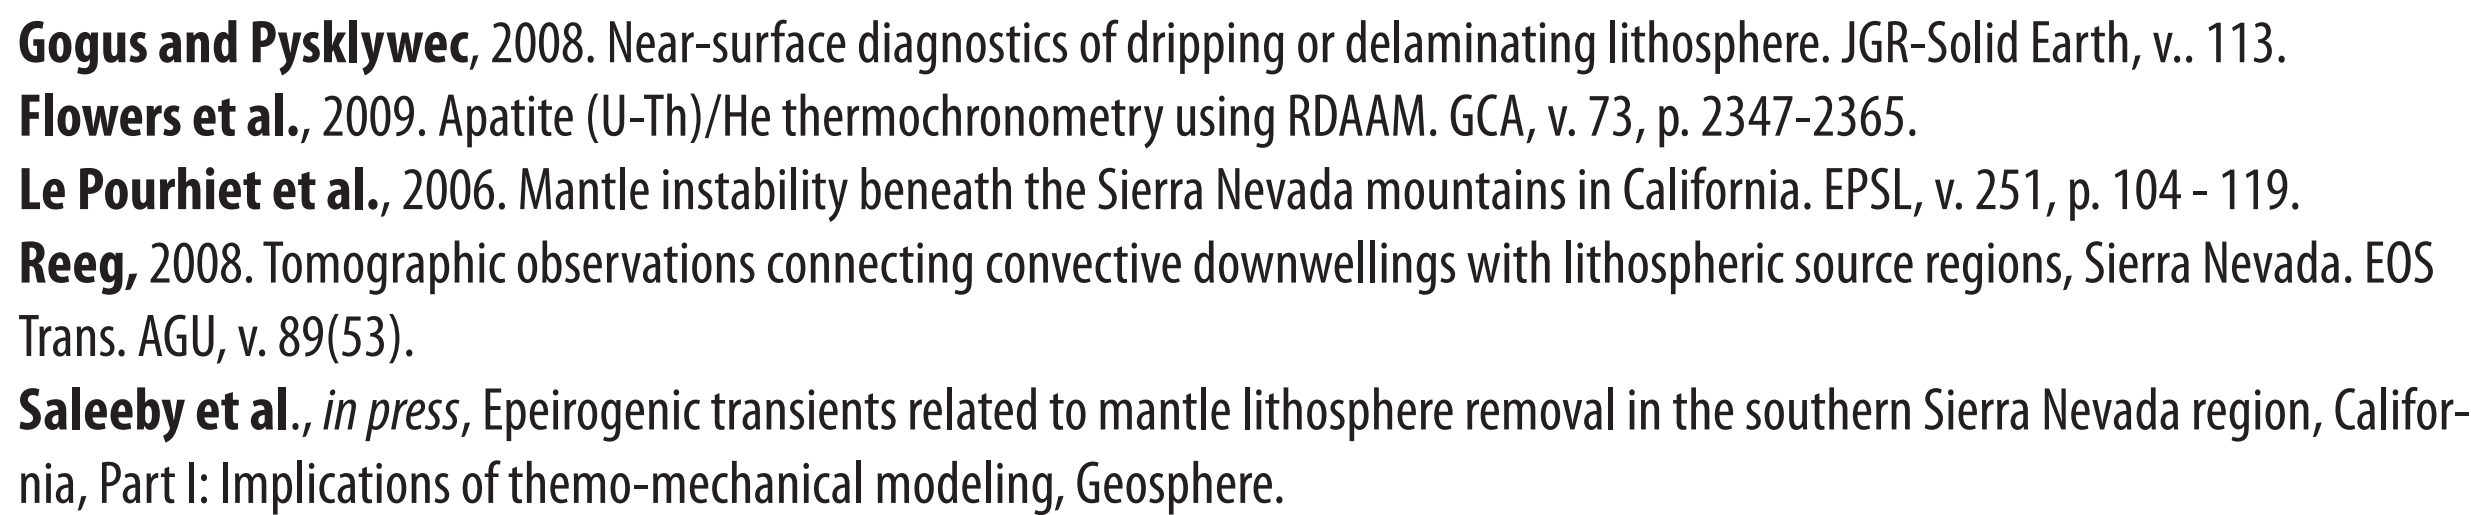 Gogus and Pysklywec, 2008. Near-surface diagnostics of dripping or delaminating lithosphere. JGR-Solid Earth, v.. 113.
Flowers et al., 2009. Apatite (U-Th)/He thermochronometry using RDAAM. GCA, v. 73, p. 2347-2365.
Le Pourhiet et al., 2006. Mantle instability beneath the Sierra Nevada mountains in California. EPSL, v. 251, p. 104 - 119.
Reeg, 2008. Tomographic observations connecting convective downwellings with lithospheric source regions, Sierra Nevada. EOS
Trans. AGU, v. 89(53).
Saleeby et al., in press, Epeirogenic transients related to mantle lithosphere removal in the southern Sierra Nevada region, Califor-
nia, Part I: Implications of themo-mechanical modeling, Geosphere.